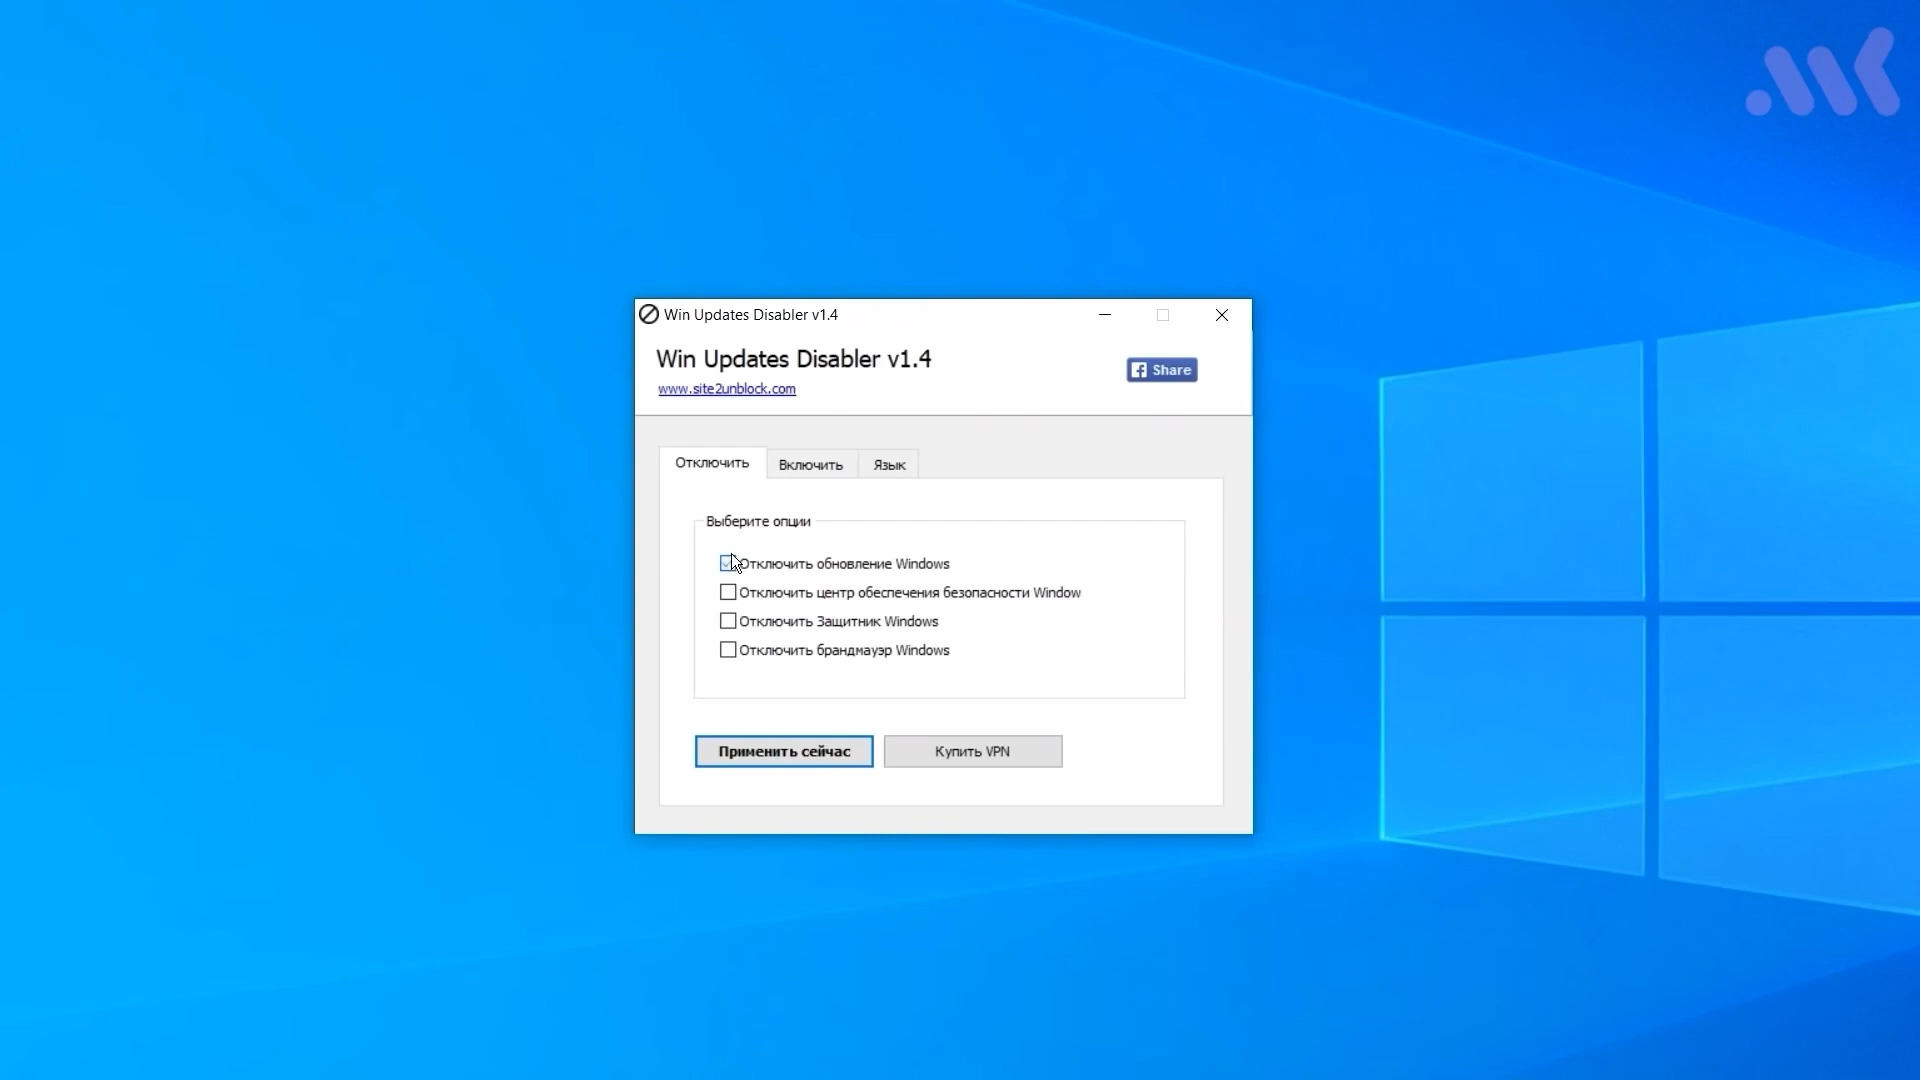 Win Updates Disabler v1.4
Win Updates Disabler v1.4
www.site2unblock.com
Share
Отключить
Включить
Язык
Выберите опции
Отключить обновление Windows
Отключить центр обеспечения безопасности Window
Отключить Защитник Windows
Отключить брандмауэр Windows
Применить сейчас
Купить VPN